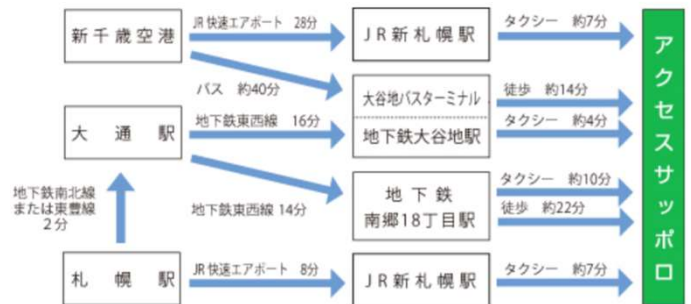 新千歳空港
JR快速エアポート 28分
JR新札幌駅
タクシー 約7分
バス 約40分
大谷地バスターミナル
徒歩 約14分
大通駅
地下鉄東西線 16分
地下鉄大谷地駅
タクシー 約4分
地下鉄南北線
または東豊線
2分
地下鉄東西線 14分
地下鉄
南郷18丁目駅
タクシー 約10分
徒歩 約22分
札幌駅
JR快速エアポート 8分
JR新札幌駅
タクシー 約7分
アクセスサッポロ